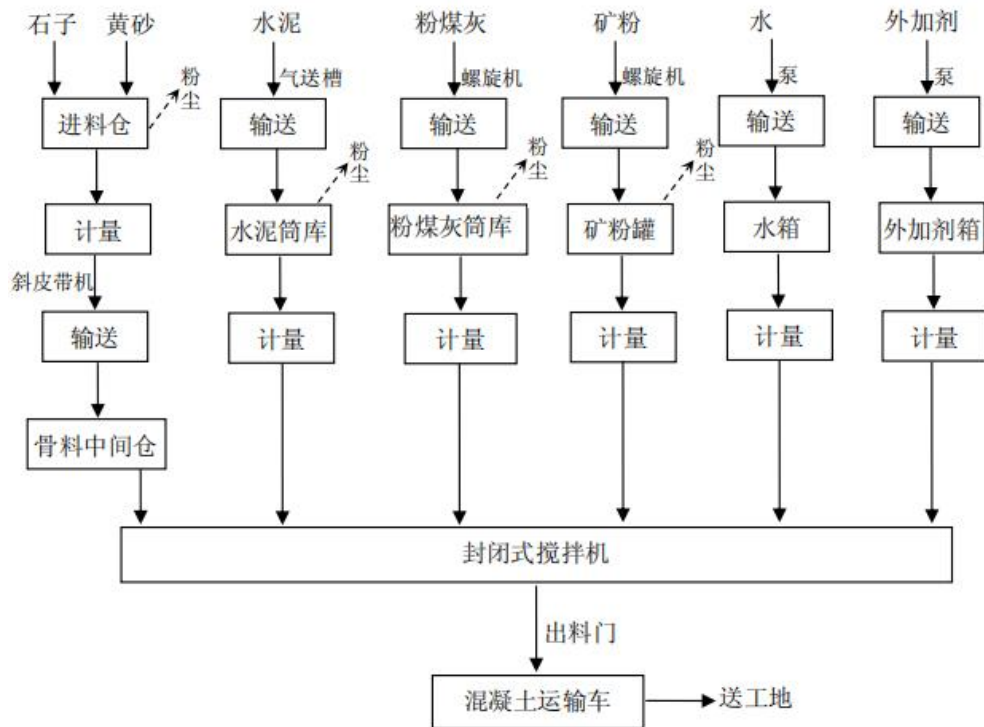 石子
黄砂
水泥
粉煤灰
矿粉
水
外加剂
粉尘
气送槽
螺旋机
螺旋机
泵
泵
进料仓
输送
输送
输送
输送
输送
粉尘
粉尘
粉尘
计量
水泥筒库
粉煤灰筒库
矿粉罐
水箱
外加剂箱
斜皮带机
输送
计量
计量
计量
计量
计量
骨料中间仓
封闭式搅拌机
出料门
混凝土运输车
送工地